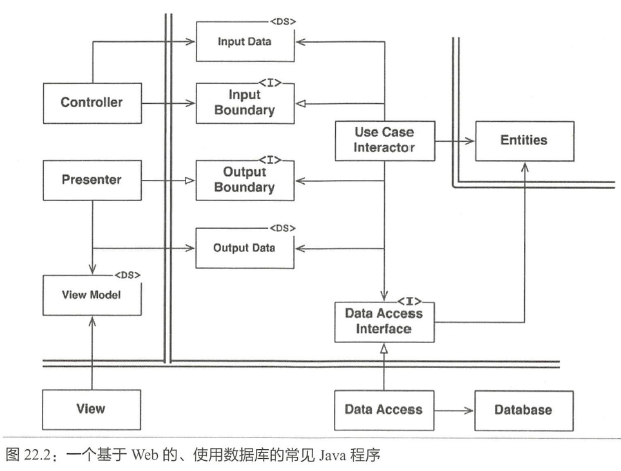 <DS>
Input Data
<I>
Controller
Input
Boundary
Use Case
Interactor
Entities
<I>
Presenter
Output
Boundary
<DS>
Output Data
<DS>
View Model
<I>
Data Access
Interface
View
Data Access
Database
图 22.2：一个基于 Web 的、使用数据库的常见 Java 程序